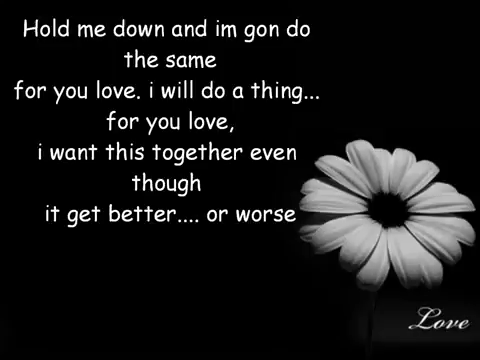 Hold me down and im gon do
the same
for you love. i will do a thing...
for you love,
i want this together even
though
it get better.... or worse
Love